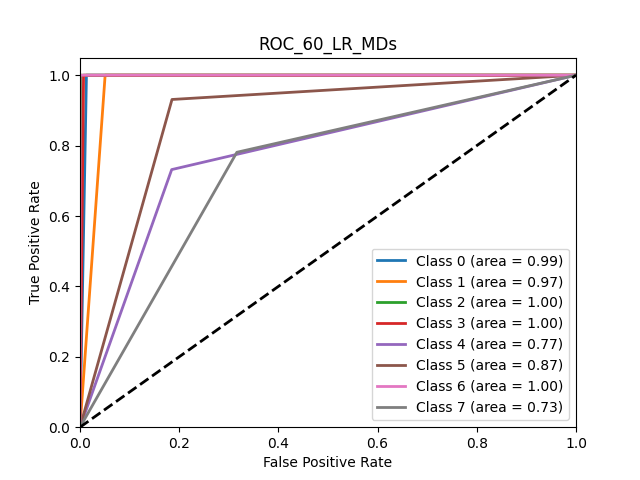 ROC_60_LR_MDs
1.0
0.8
0.6
0.4
0.2
0.0
True Positive Rate
Class 0 (area = 0.99)
Class 1 (area = 0.97)
Class 2 (area = 1.00)
Class 3 (area = 1.00)
Class 4 (area = 0.77)
Class 5 (area = 0.87)
Class 6 (area = 1.00)
Class 7 (area = 0.73)
0.0 0.2 0.4 0.6 0.8 1.0
False Positive Rate